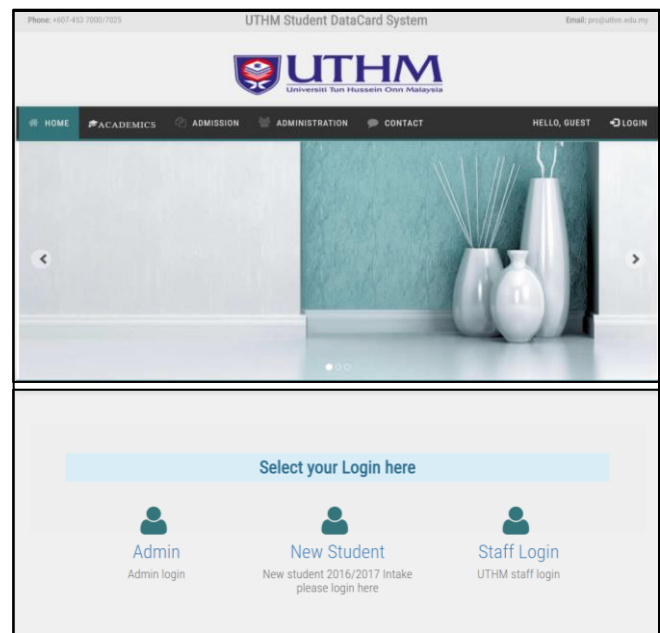 Phone: +607-453 7000/7025 UTHM Student DataCard System Email: pro@uthm.edu.my
UTHM
Universiti Tun Hussein Onn Malaysia
HOME ACADEMICS ADMISSION ADMINISTRATION CONTACT HELLO, GUEST LOGIN
Select your Login here
Admin New Student Staff Login
Admin login New student 2016/2017 Intake UTHM staff login
please login here